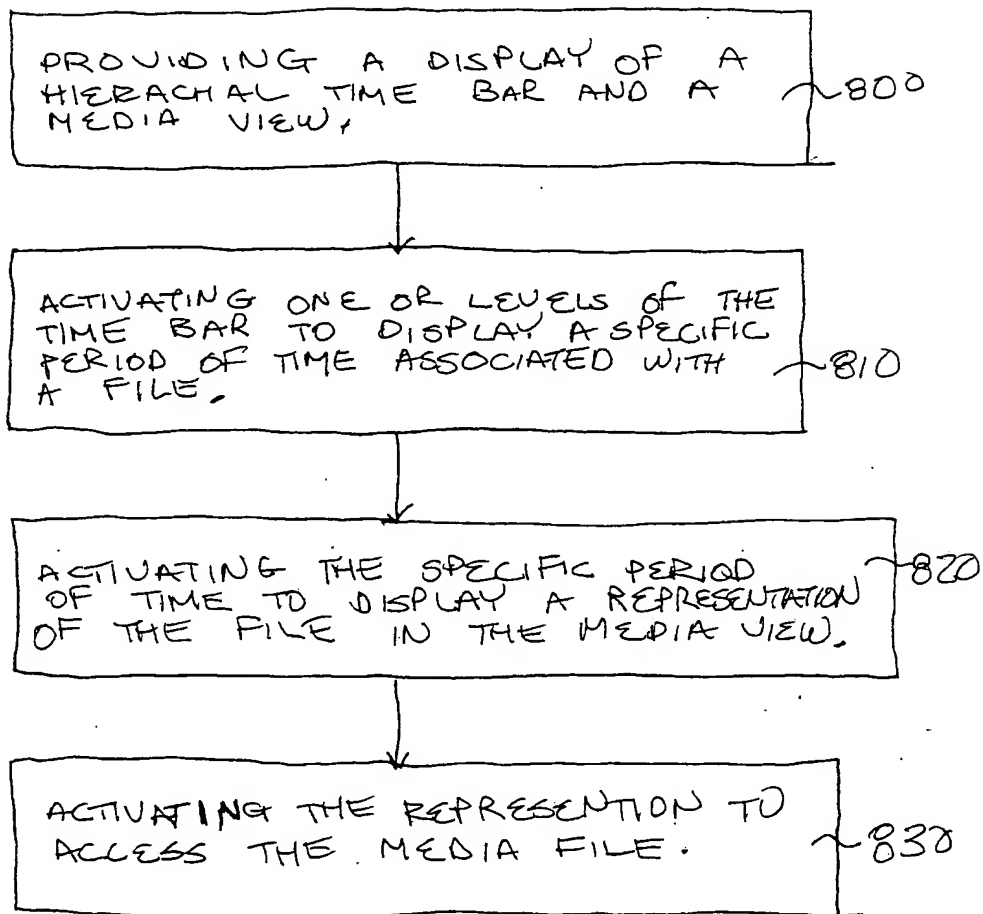 PROVIDING A DISPLAY OF A
HIERACHAL TIME BAR AND A
MEDIA VIEW.
800
ACTIVATING ONE OR LEVELS OF THE
TIME BAR TO DISPLAY A SPECIFIC
PERIOD OF TIME ASSOCIATED WITH
A FILE.
810
ACTIVATING THE SPECIFIC PERIOD
OF TIME TO DISPLAY A REPRESENTATION
OF THE FILE IN THE MEDIA VIEW.
820
ACTIVATING THE REPRESENTION TO
ACCESS THE MEDIA FILE.
830